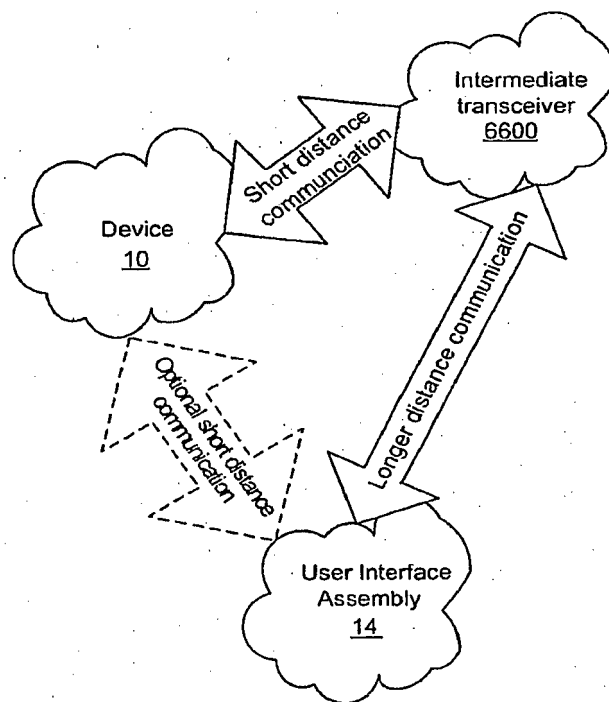 Intermediate
transceiver
6600
Short distance
communciation
Device
10
Longer distance communication
Optional short distance
communication
User Interface
Assembly
14